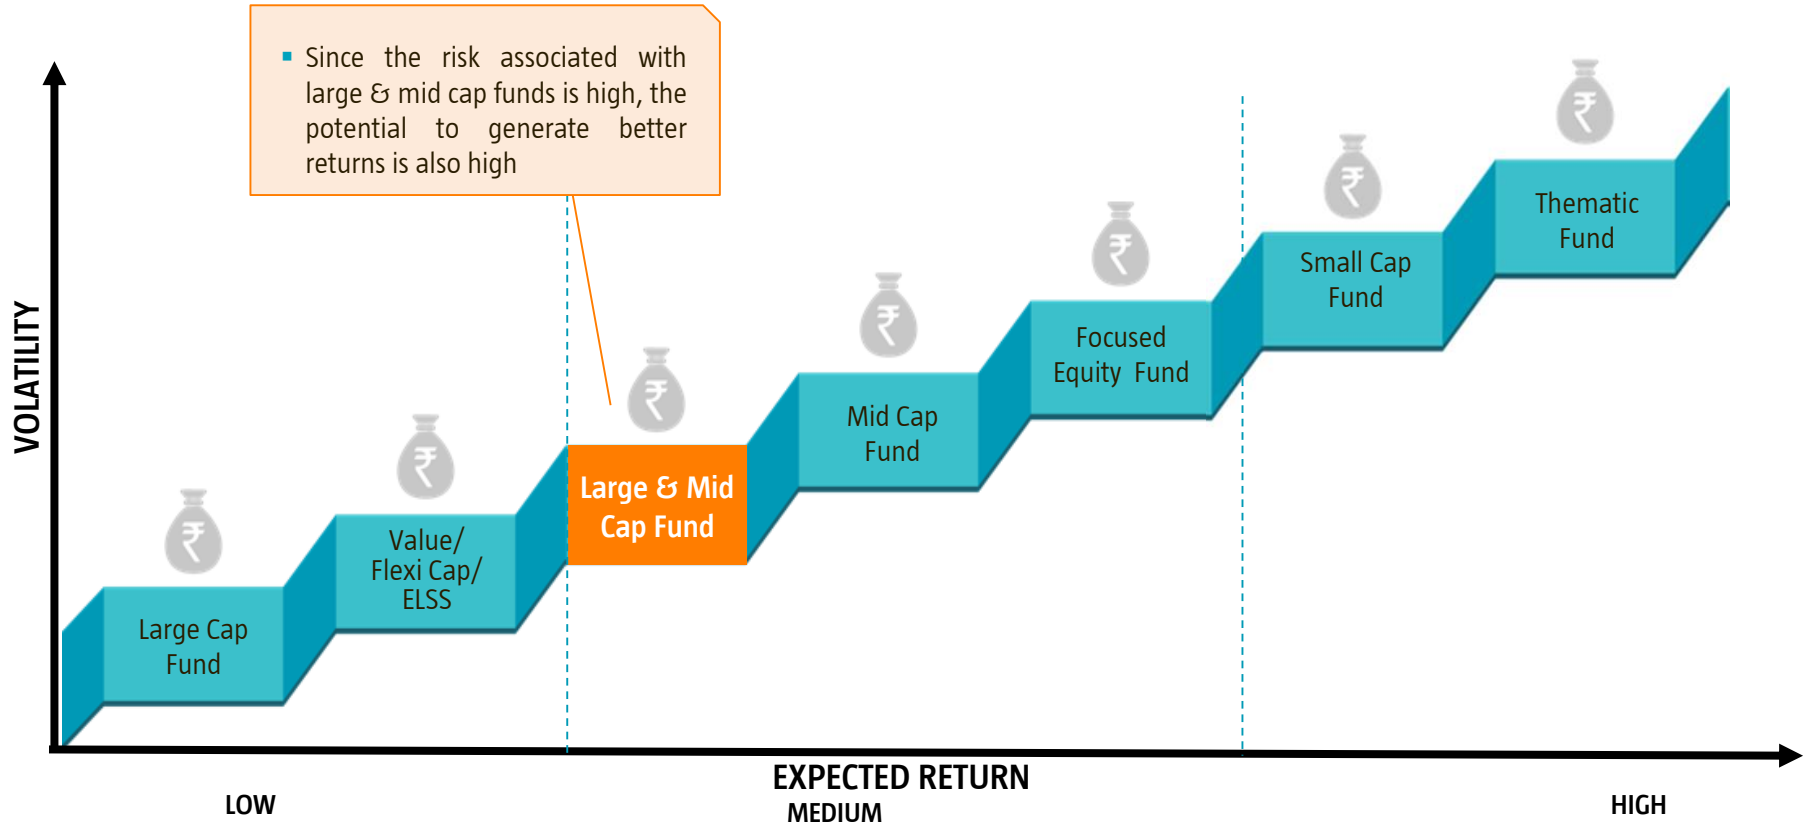 Since the risk associated with
large & mid cap funds is high, the
potential to generate better
returns is also high
VOLATILITY
Large Cap
Fund
Value/
Flexi Cap/
ELSS
Large & Mid
Cap Fund
Mid Cap
Fund
Focused
Equity Fund
Small Cap
Fund
Thematic
Fund
₹
₹
₹
₹
₹
₹
₹
EXPECTED RETURN
LOW
MEDIUM
HIGH